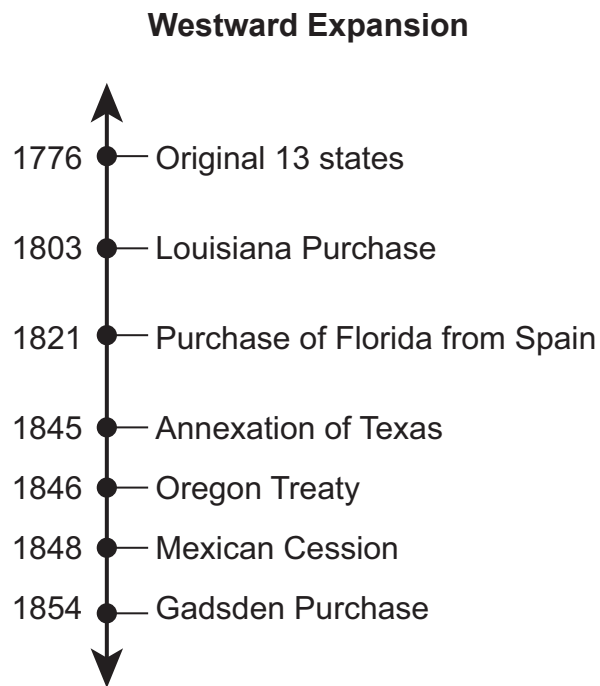 Westward Expansion
1776 Original 13 states
1803 Louisiana Purchase
1821 Purchase of Florida from Spain
1845 Annexation of Texas
1846 Oregon Treaty
1848 Mexican Cession
1854 Gadsden Purchase